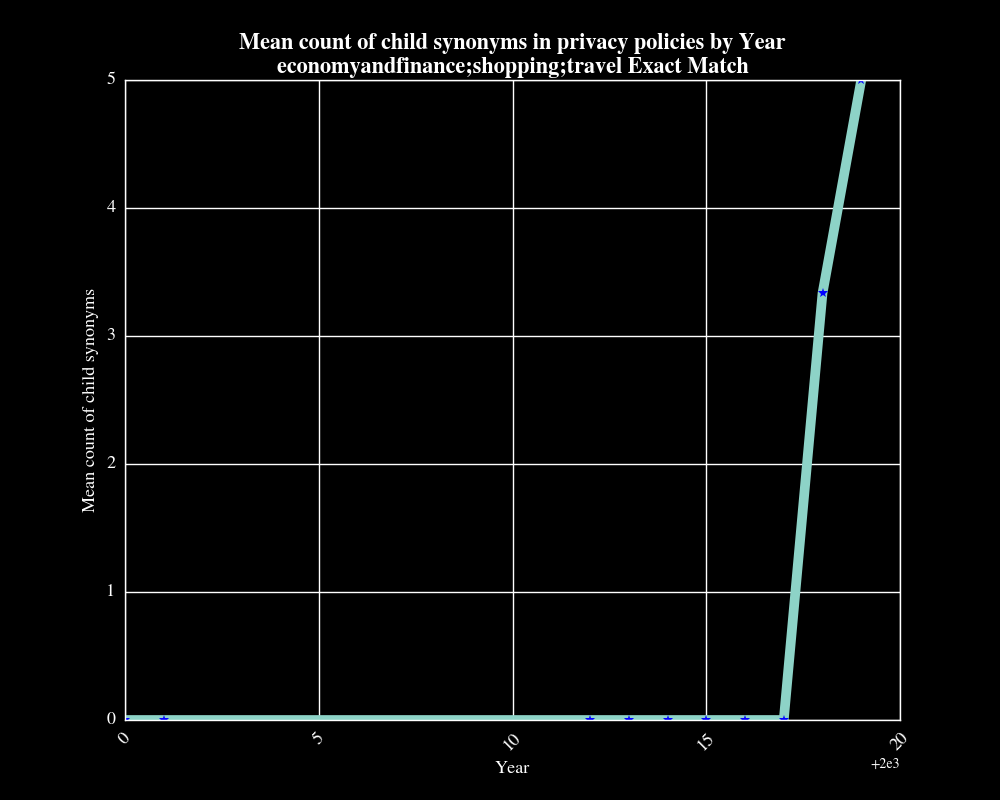 Mean count of child synonyms in privacy policies by Year
economyandfinance;shopping;travel Exact Match
5
4
3
2
1
0
Mean count of child synonyms
0
5
10
15
20
Year
+2e3